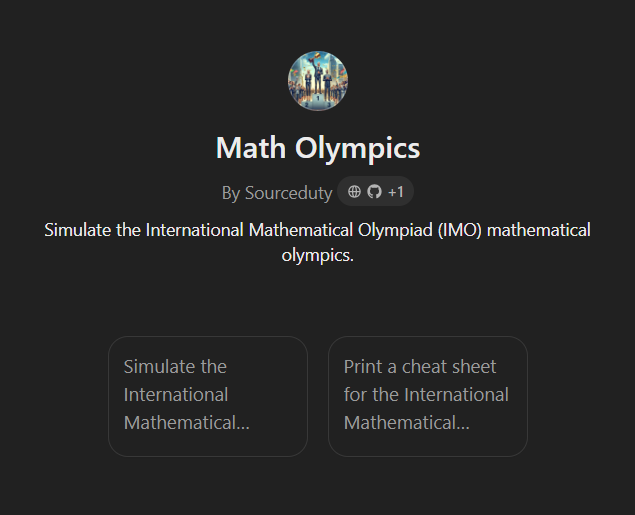 Math Olympics
By Sourceduty +1
Simulate the International Mathematical Olympiad (IMO) mathematical
olympics.
Simulate the
International
Mathematical...
Print a cheat sheet
for the International
Mathematical...